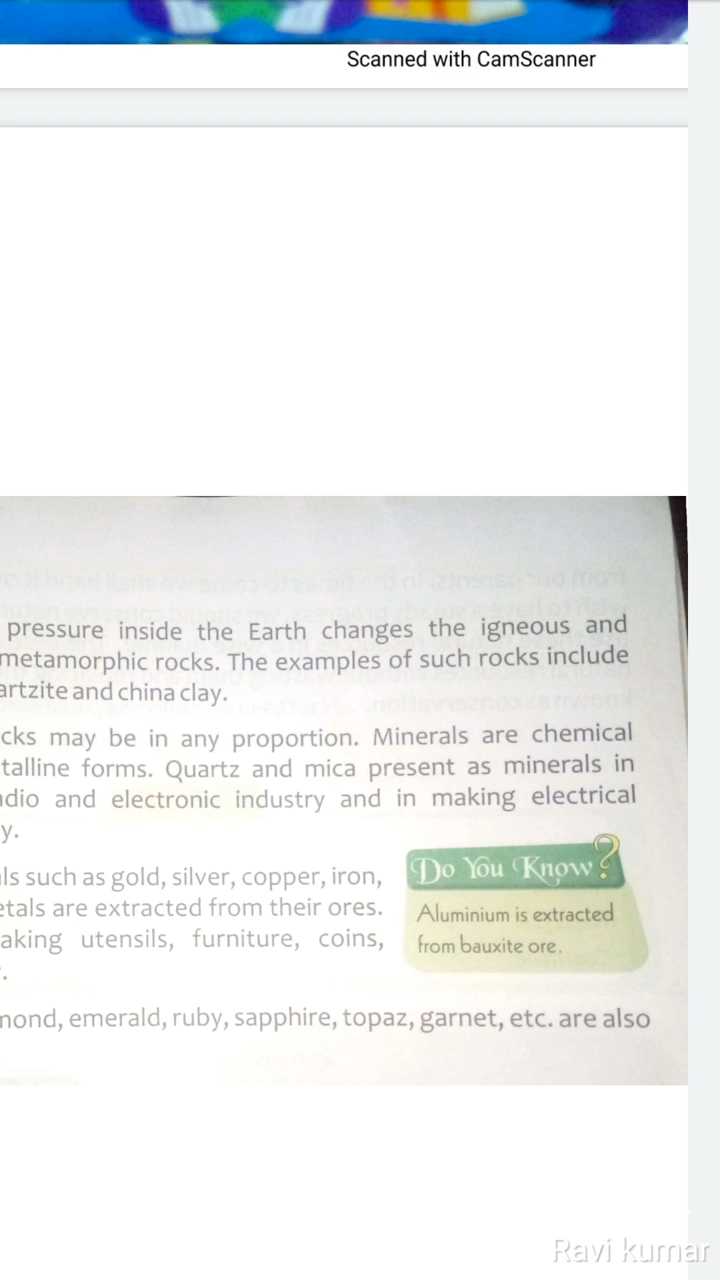 Scanned with CamScanner
pressure inside the Earth changes the igneous and
metamorphic rocks. The examples of such rocks include
artzite and china clay.
cks may be in any proportion. Minerals are chemical
talline forms. Quartz and mica present as minerals in
adio and electronic industry and in making electrical
y.
ls such as gold, silver, copper, iron,
etals are extracted from their ores.
aking utensils, furniture, coins,
Do You Know?
Aluminium is extracted
from bauxite ore.
mond, emerald, ruby, sapphire, topaz, garnet, etc. are also
Ravi kumar